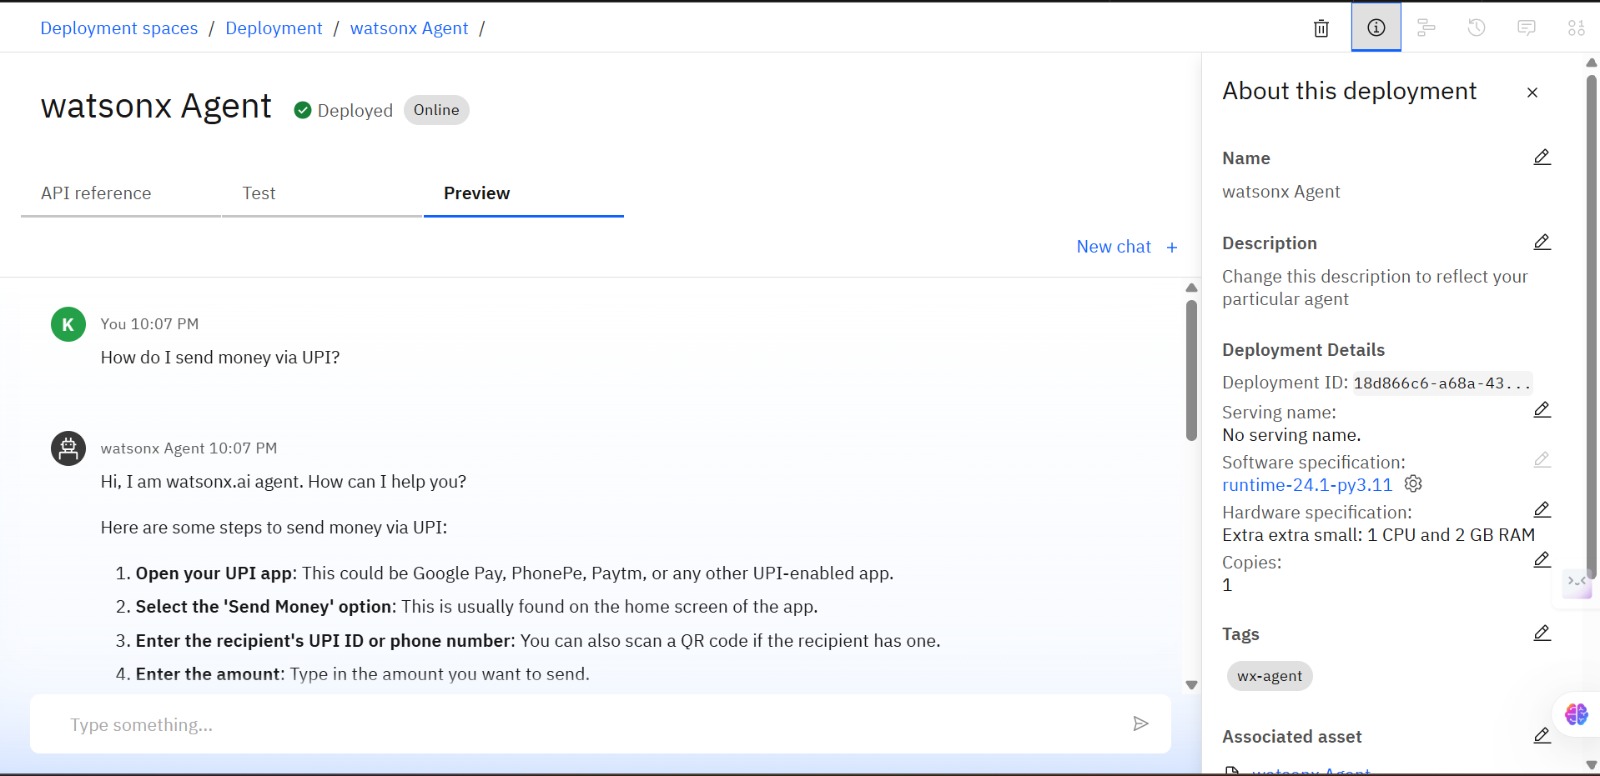 Deployment spaces / Deployment / watsonx Agent /
watsonx Agent Deployed Online
API reference Test Preview
New chat +
K
You 10:07 PM
How do I send money via UPI?
watsonx Agent 10:07 PM
Hi, I am watsonx.ai agent. How can I help you?
Here are some steps to send money via UPI:
1. Open your UPI app: This could be Google Pay, PhonePe, Paytm, or any other UPI-enabled app.
2. Select the 'Send Money' option: This is usually found on the home screen of the app.
3. Enter the recipient's UPI ID or phone number: You can also scan a QR code if the recipient has one.
4. Enter the amount: Type in the amount you want to send.
Type something...
About this deployment
Name
watsonx Agent
Description
Change this description to reflect your
particular agent
Deployment Details
Deployment ID: 18d866c6-a68a-43...
Serving name:
No serving name.
Software specification:
runtime-24.1-py3.11
Hardware specification:
Extra extra small: 1 CPU and 2 GB RAM
Copies:
1
Tags
wx-agent
Associated asset
watsonx Agent